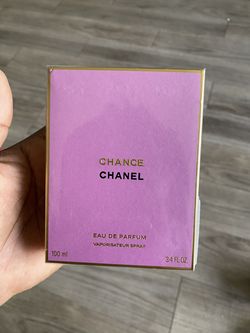 CHANCE
CHANEL
EAU DE PARFUM
VAPORISATEUR SPRAY
100 ml 3.4 FL.OZ